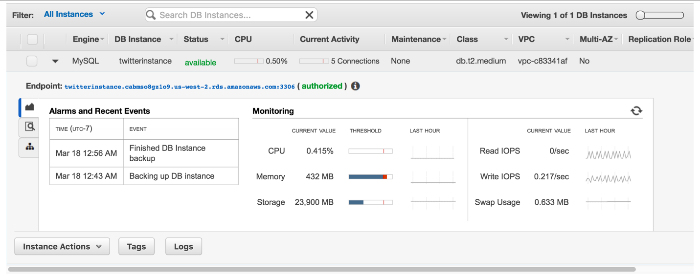 Filter: All Instances Search DB Instances... Viewing 1 of 1 DB Instances
Engine DB Instance Status CPU Current Activity Maintenance Class VPC Multi-AZ Replication Role
MySQL twitterinstance available 0.50% 5 Connections None db.t2.medium vpc-c83341af No
Endpoint: twitterinstance.cabmso8gs1o9.us-west-2.rds.amazonaws.com:3306 ( authorized )
Alarms and Recent Events Monitoring
TIME (UTC-7) EVENT CURRENT VALUE THRESHOLD LAST HOUR CURRENT VALUE LAST HOUR
Mar 18 12:56 AM Finished DB Instance backup CPU 0.415% Read IOPS 0/sec
Mar 18 12:43 AM Backing up DB instance Memory 432 MB Write IOPS 0.217/sec
Storage 23,900 MB Swap Usage 0.633 MB
Instance Actions Tags Logs